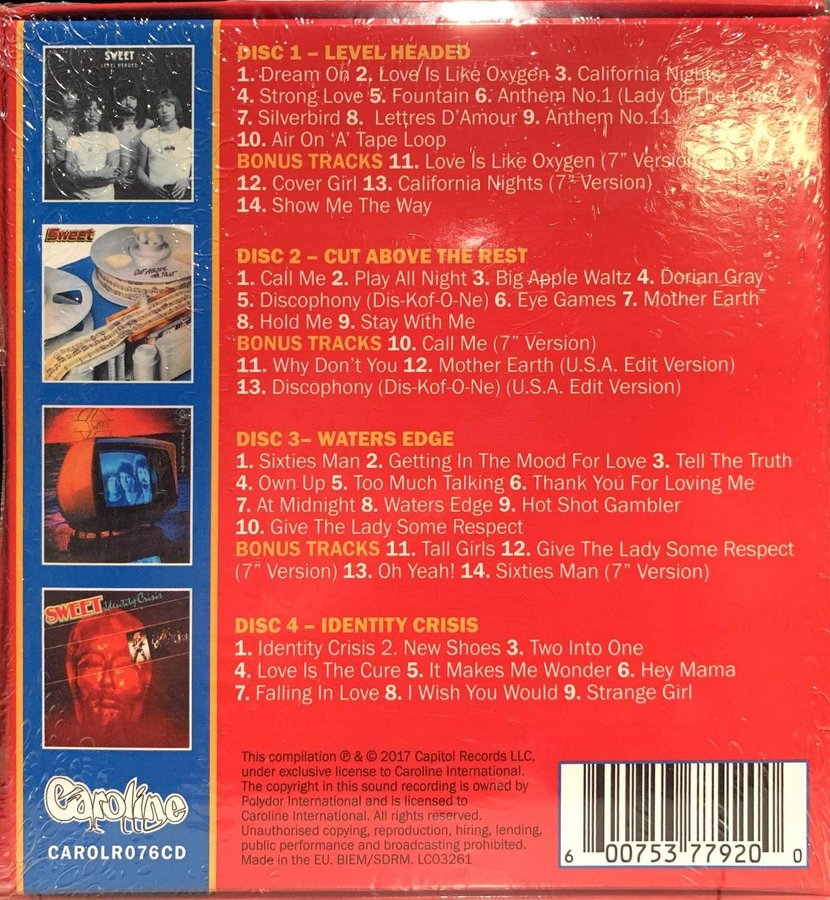 SWEET
LEVEL HEADED
Sweet
CUT ABOVE
THE REST
SWEET Identity Crisis
Caroline
CAROLR076CD
DISC 1 – LEVEL HEADED
1. Dream On 2. Love Is Like Oxygen 3. California Nights
4. Strong Love 5. Fountain 6. Anthem No.1 (Lady Of The Lake)
7. Silverbird 8. Lettres D'Amour 9. Anthem No.11
10. Air On 'A' Tape Loop
BONUS TRACKS 11. Love Is Like Oxygen (7" Version)
12. Cover Girl 13. California Nights (7" Version)
14. Show Me The Way
DISC 2 – CUT ABOVE THE REST
1. Call Me 2. Play All Night 3. Big Apple Waltz 4. Dorian Gray
5. Discophony (Dis-Kof-O-Ne) 6. Eye Games 7. Mother Earth
8. Hold Me 9. Stay With Me
BONUS TRACKS 10. Call Me (7" Version)
11. Why Don't You 12. Mother Earth (U.S.A. Edit Version)
13. Discophony (Dis-Kof-O-Ne) (U.S.A. Edit Version)
DISC 3– WATERS EDGE
1. Sixties Man 2. Getting In The Mood For Love 3. Tell The Truth
4. Own Up 5. Too Much Talking 6. Thank You For Loving Me
7. At Midnight 8. Waters Edge 9. Hot Shot Gambler
10. Give The Lady Some Respect
BONUS TRACKS 11. Tall Girls 12. Give The Lady Some Respect
(7" Version) 13. Oh Yeah! 14. Sixties Man (7" Version)
DISC 4 – IDENTITY CRISIS
1. Identity Crisis 2. New Shoes 3. Two Into One
4. Love Is The Cure 5. It Makes Me Wonder 6. Hey Mama
7. Falling In Love 8. I Wish You Would 9. Strange Girl
This compilation ℗ & © 2017 Capitol Records LLC,
under exclusive license to Caroline International.
The copyright in this sound recording is owned by
Polydor International and is licensed to
Caroline International. All rights reserved.
Unauthorised copying, reproduction, hiring, lending,
public performance and broadcasting prohibited.
Made in the EU. BIEM/SDRM. LC03261
6 00753 77920 0